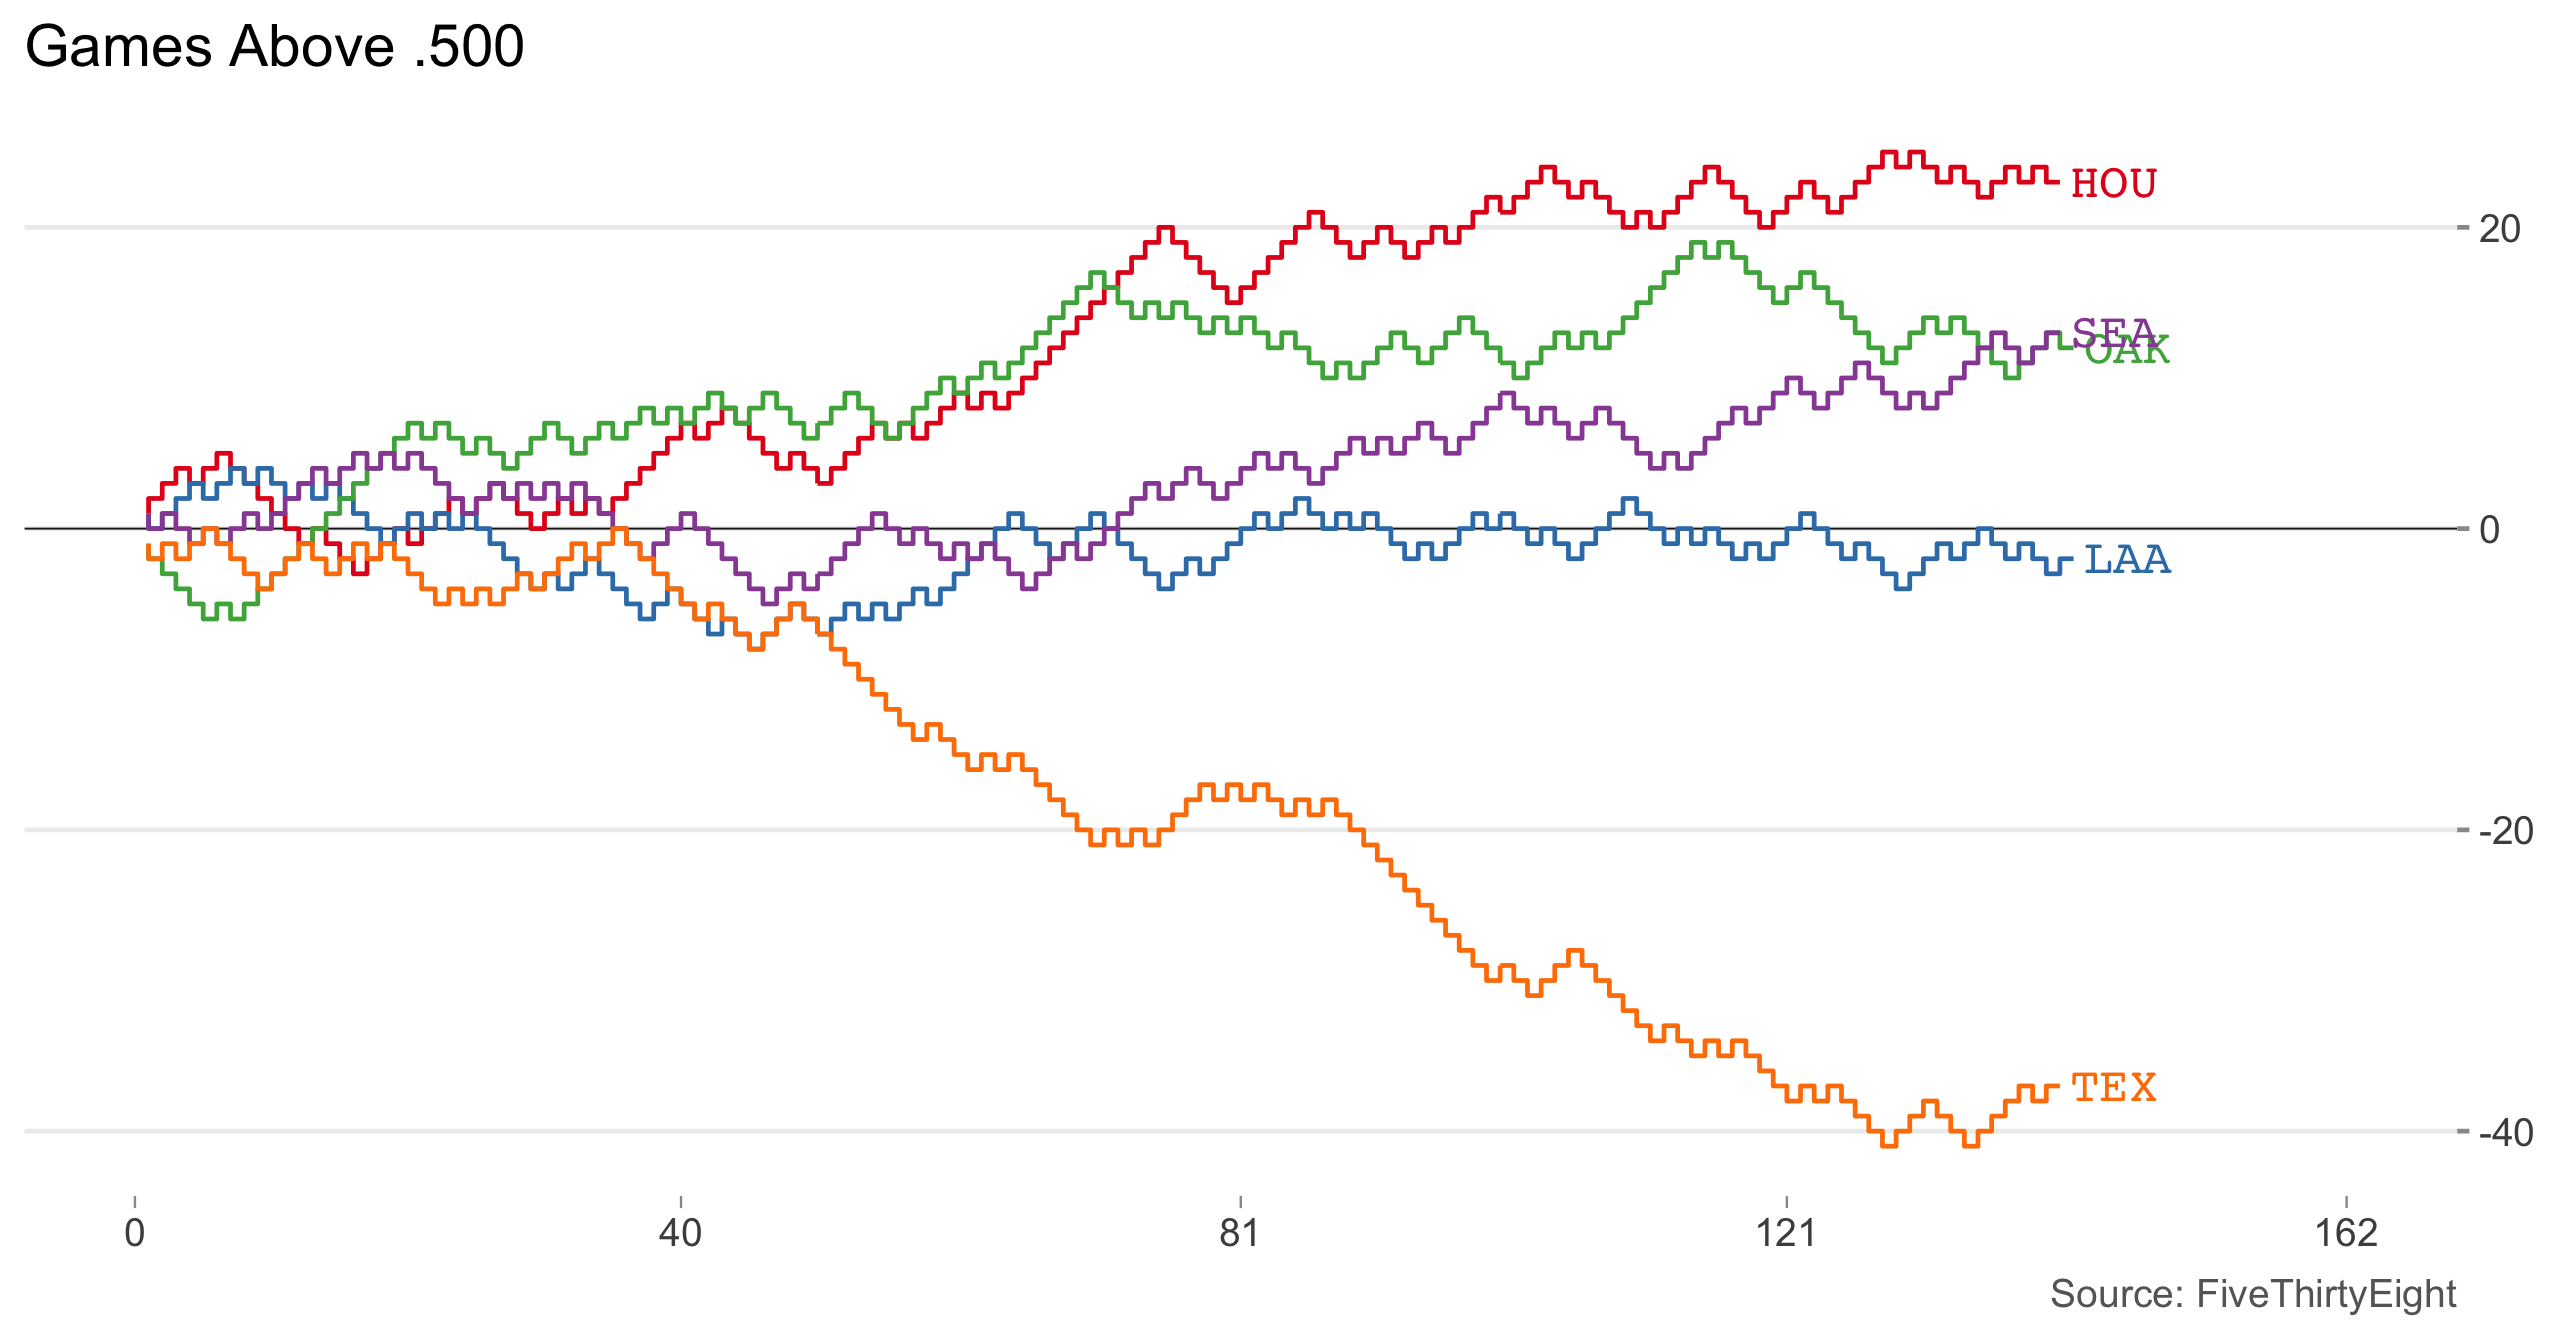 Games Above .500
HOU
20
SEA
OAK
0
LAA
-20
TEX
-40
0 40 81 121 162
Source: FiveThirtyEight